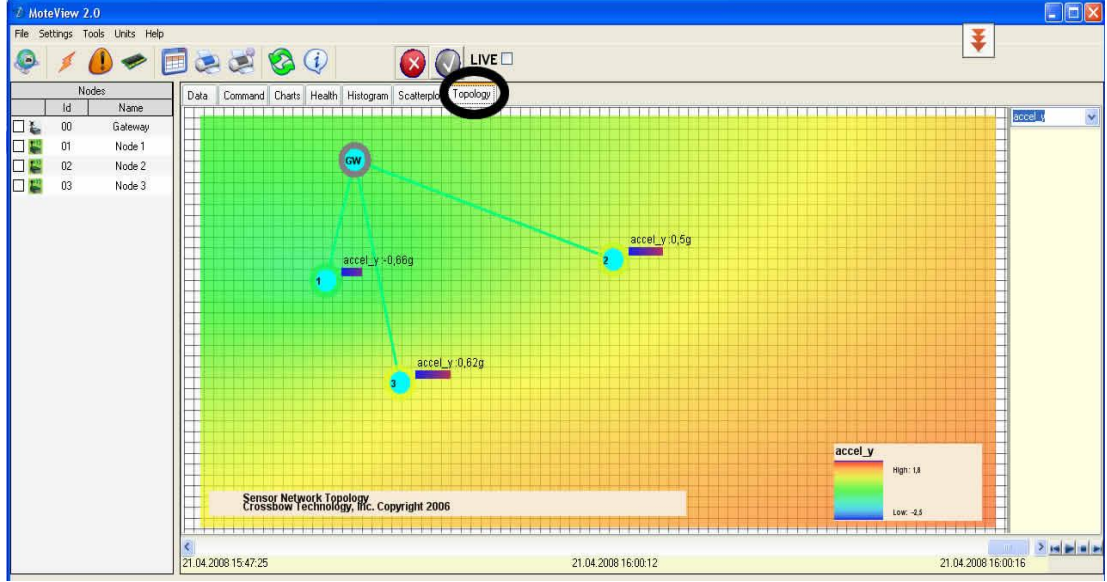 MoteView 2.0
File Settings Tools Units Help
LIVE
Nodes
Id Name
00 Gateway
01 Node 1
02 Node 2
03 Node 3
Data Command Charts Health Histogram Scatterplo Topology
accel_y
GW
accel_y :0,5g
2
accel_y :-0,66g
1
accel_y :0,62g
3
accel_y
High: 1,8
Low: -2,5
Sensor Network Topology
Crossbow Technology, Inc. Copyright 2006
21.04.2008 15:47:25 21.04.2008 16:00:12 21.04.2008 16:00:16